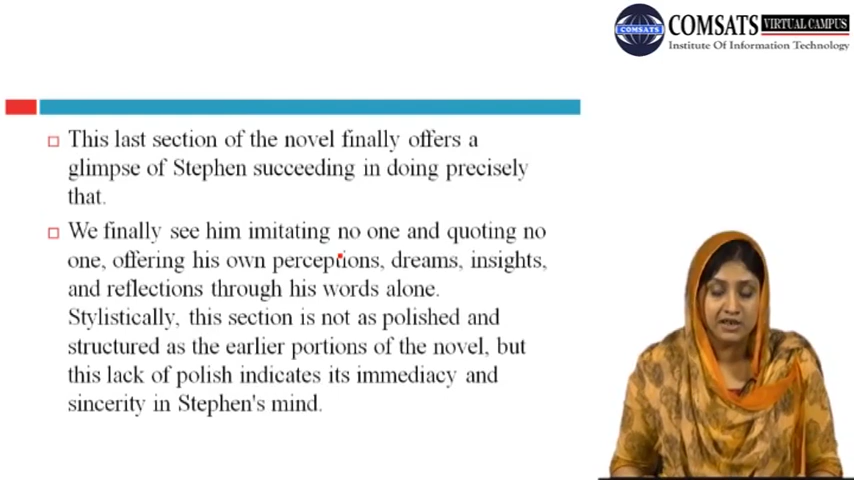 COMSATS
COMSATS VIRTUAL CAMPUS
Institute Of Information Technology
This last section of the novel finally offers a
glimpse of Stephen succeeding in doing precisely
that.
We finally see him imitating no one and quoting no
one, offering his own perceptions, dreams, insights,
and reflections through his words alone.
Stylistically, this section is not as polished and
structured as the earlier portions of the novel, but
this lack of polish indicates its immediacy and
sincerity in Stephen's mind.